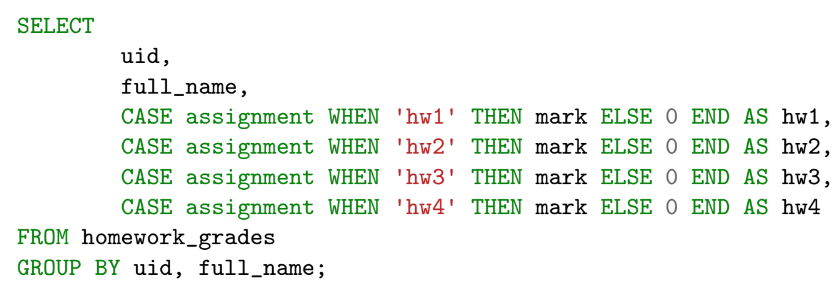 SELECT
uid,
full_name,
CASE assignment WHEN 'hw1' THEN mark ELSE 0 END AS hw1,
CASE assignment WHEN 'hw2' THEN mark ELSE 0 END AS hw2,
CASE assignment WHEN 'hw3' THEN mark ELSE 0 END AS hw3,
CASE assignment WHEN 'hw4' THEN mark ELSE 0 END AS hw4
FROM homework_grades
GROUP BY uid, full_name;